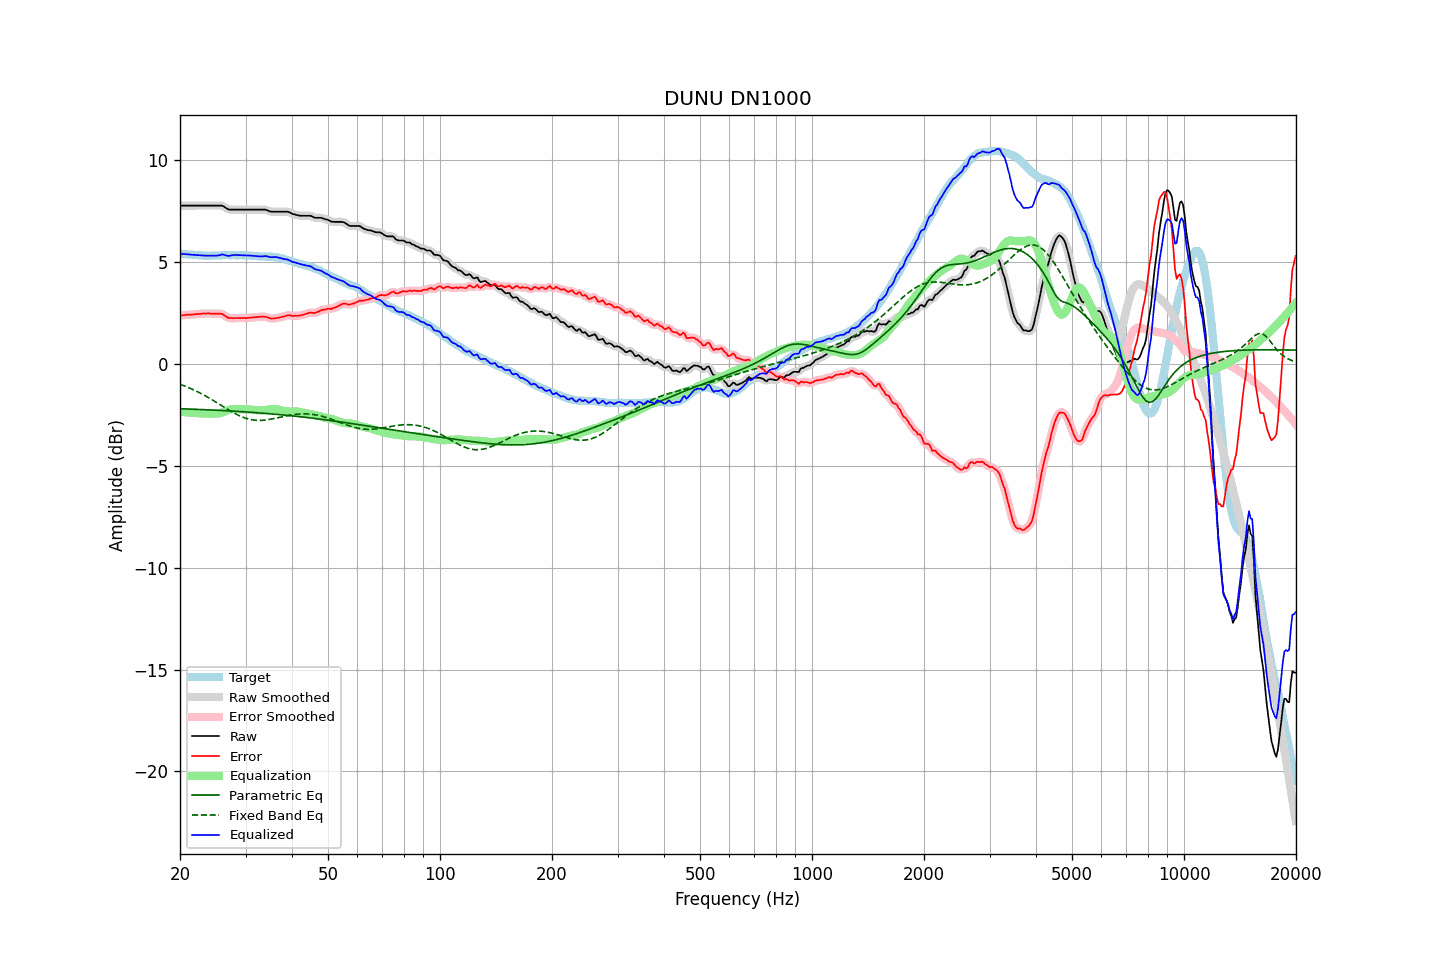 DUNU DN1000
Amplitude (dBr)
10
5
0
−5
−10
−15
−20
Target
Raw Smoothed
Error Smoothed
Raw
Error
Equalization
Parametric Eq
Fixed Band Eq
Equalized
20 50 100 200 500 1000 2000 5000 10000 20000
Frequency (Hz)